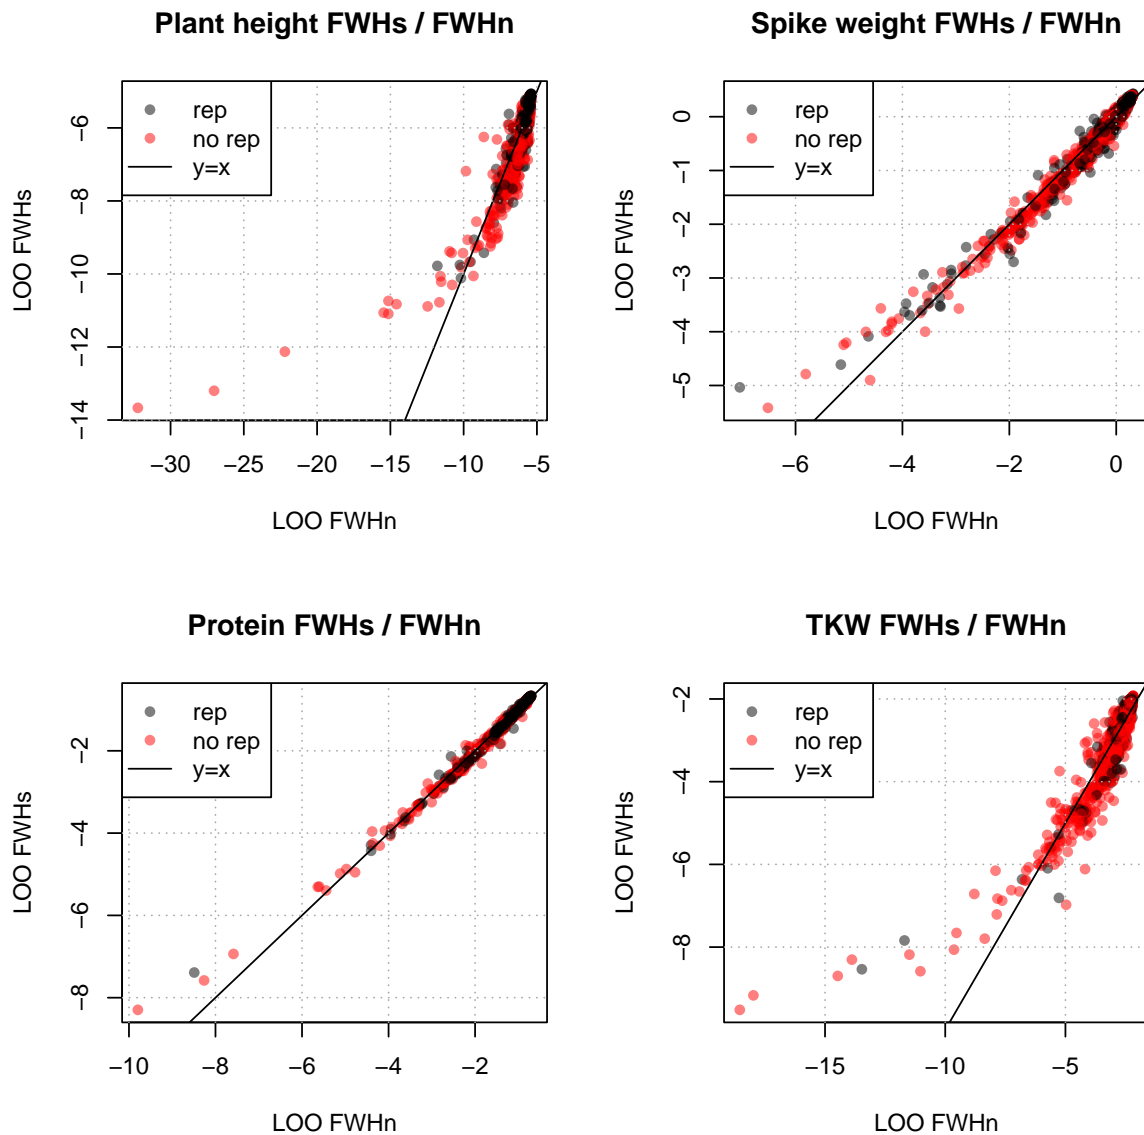 Plant height FWHs / FWHn
rep
no rep
y=x
−6
−8
−10
−12
−14
LOO FWHs
−30
−25
−20
−15
−10
−5
LOO FWHn
Spike weight FWHs / FWHn
rep
no rep
y=x
0
−1
−2
−3
−4
−5
LOO FWHs
−6
−4
−2
0
LOO FWHn
Protein FWHs / FWHn
rep
no rep
y=x
−2
−4
−6
−8
LOO FWHs
−10
−8
−6
−4
−2
LOO FWHn
TKW FWHs / FWHn
rep
no rep
y=x
−2
−4
−6
−8
LOO FWHs
−15
−10
−5
LOO FWHn